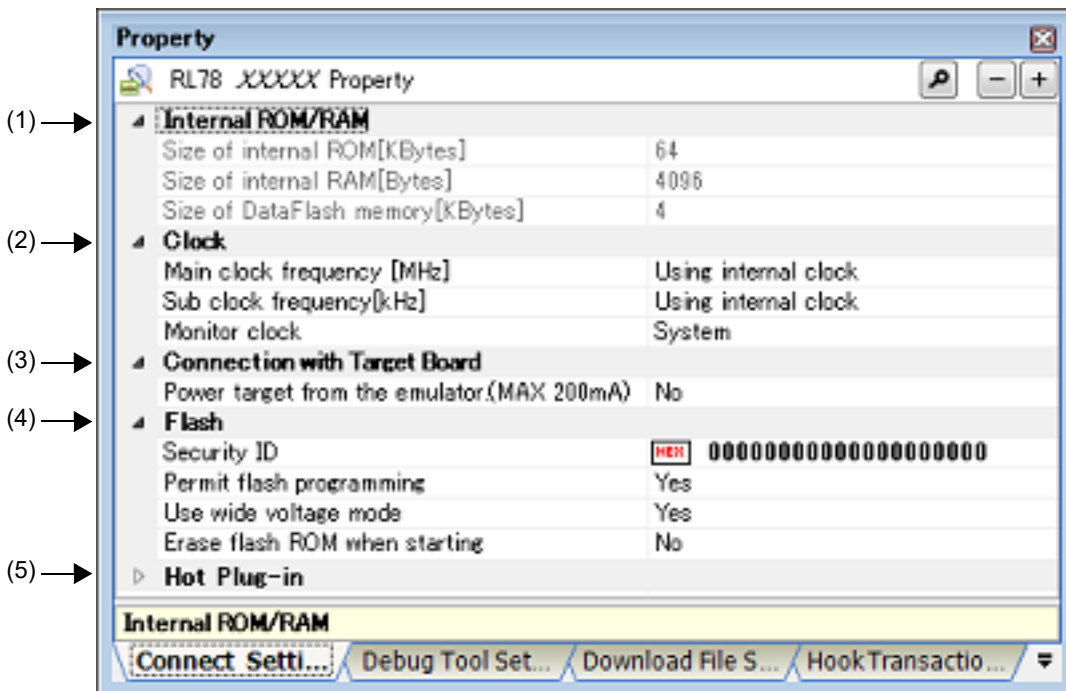 Property
RL78 XXXXX Property
(1) Internal ROM/RAM
Size of internal ROM[KBytes] 64
Size of internal RAM[Bytes] 4096
Size of DataFlash memory[KBytes] 4
(2) Clock
Main clock frequency [MHz] Using internal clock
Sub clock frequency[kHz] Using internal clock
Monitor clock System
(3) Connection with Target Board
Power target from the emulator.(MAX 200mA) No
(4) Flash
Security ID HEX 00000000000000000000
Permit flash programming Yes
Use wide voltage mode Yes
Erase flash ROM when starting No
(5) Hot Plug-in
Internal ROM/RAM
Connect Setti... Debug Tool Set... Download File S... Hook Transactio...